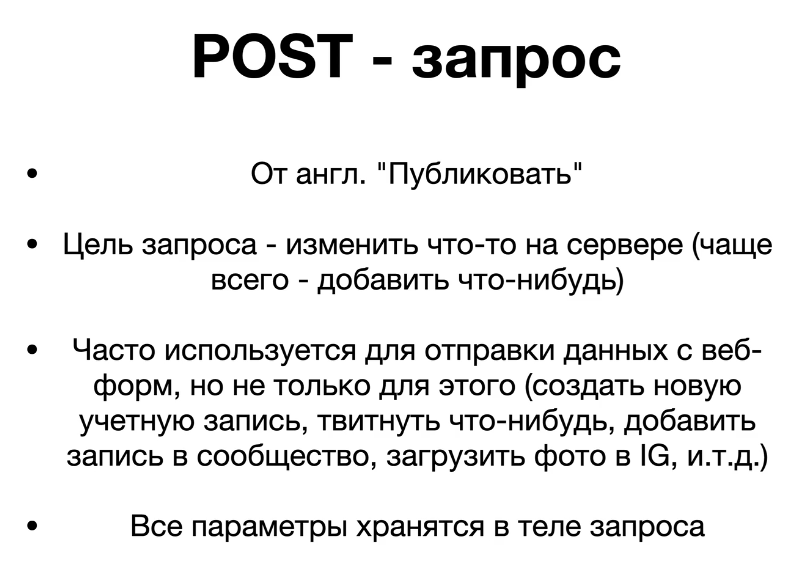 POST - запрос
• От англ. "Публиковать"
• Цель запроса - изменить что-то на сервере (чаще
всего - добавить что-нибудь)
• Часто используется для отправки данных с веб-
форм, но не только для этого (создать новую
учетную запись, твитнуть что-нибудь, добавить
запись в сообщество, загрузить фото в IG, и.т.д.)
• Все параметры хранятся в теле запроса